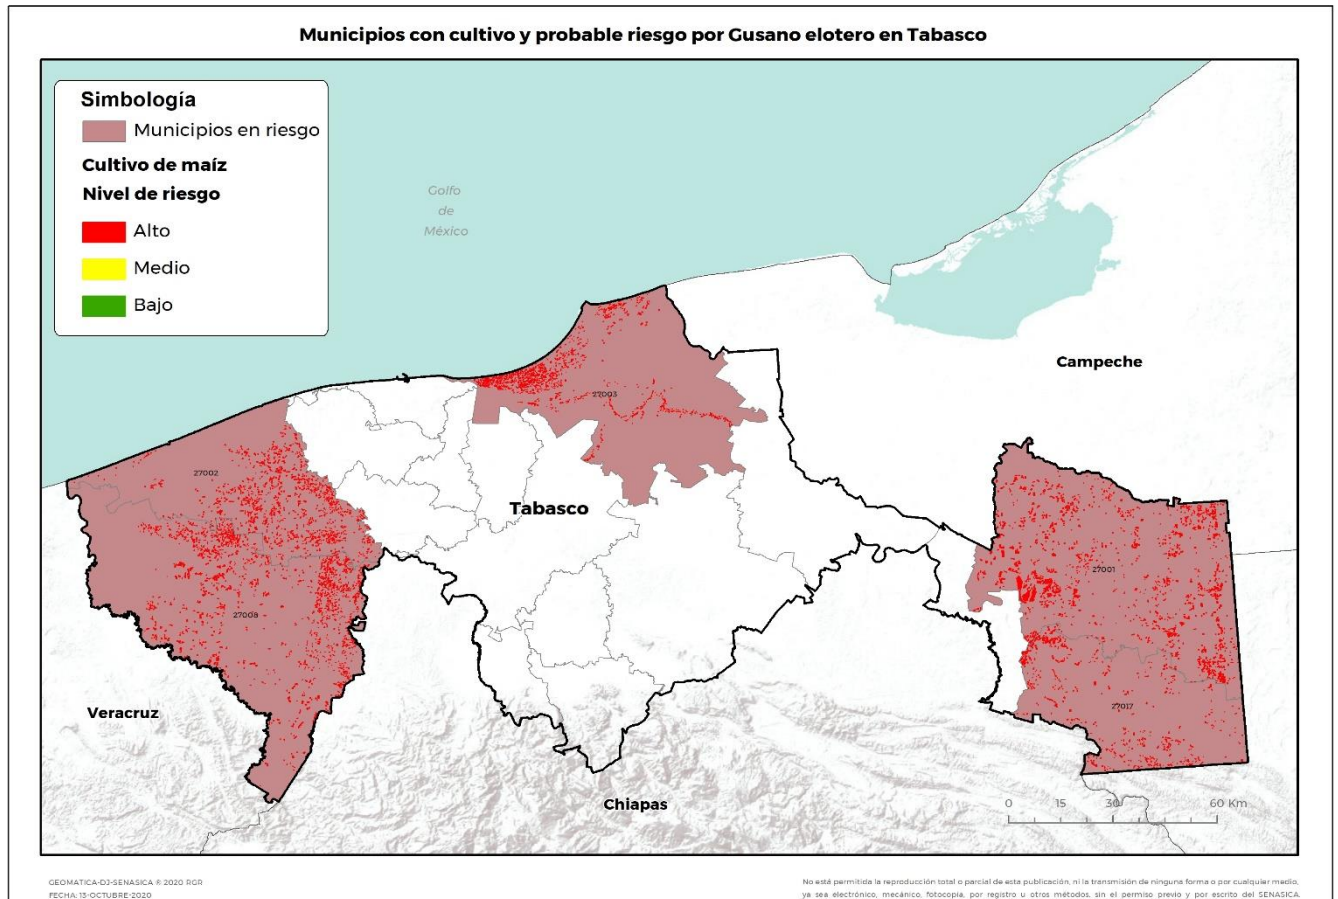 Municipios con cultivo y probable riesgo por Gusano elotero en Tabasco
Simbología
Municipios en riesgo
Cultivo de maíz
Nivel de riesgo
Alto
Medio
Bajo
Golfo
de
México
Campeche
27003
27002
Tabasco
27001
27008
27017
Veracruz
Chiapas
0 15 30 60 Km
GEOMATICA-DJ-SENASICA © 2020 RGR
FECHA: 13-OCTUBRE-2020
No está permitida la reproducción total o parcial de esta publicación, ni la transmisión de ninguna forma o por cualquier medio,
ya sea electrónico, mecánico, fotocopia, por registro u otros métodos, sin el permiso previo y por escrito del SENASICA.